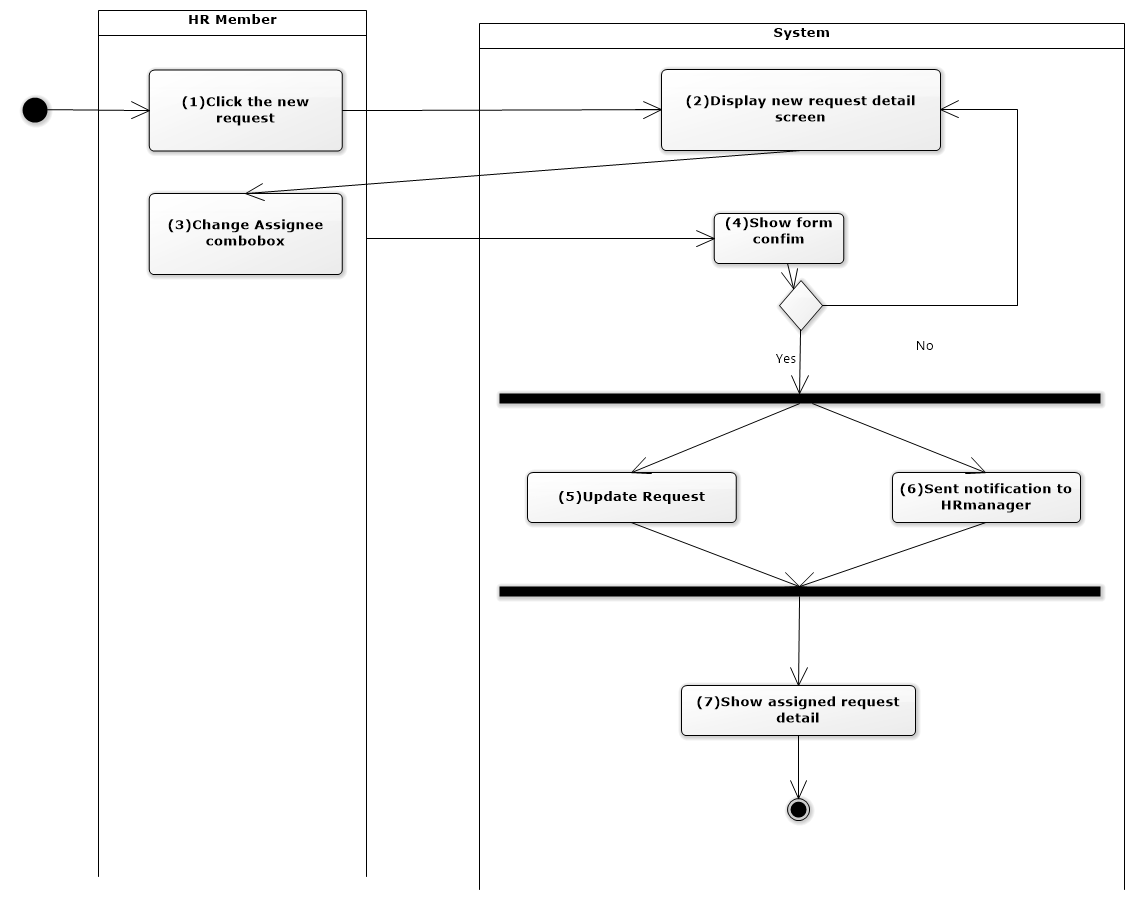 HR Member
System
(1)Click the new
request
(2)Display new request detail
screen
(3)Change Assignee
combobox
(4)Show form
confim
No
Yes
(5)Update Request
(6)Sent notification to
HRmanager
(7)Show assigned request
detail